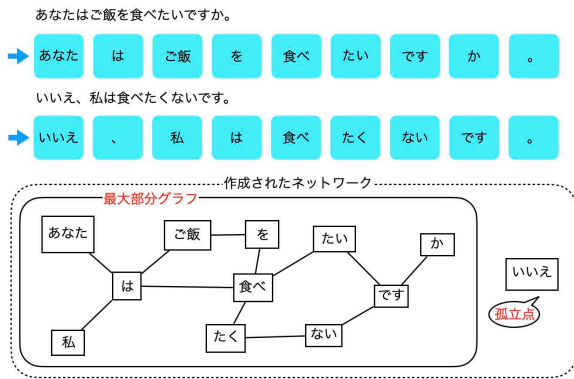 あなたはご飯を食べたいですか。
あなた は ご飯 を 食べ たい です か 。
いいえ、私は食べたくないです。
いいえ 、 私 は 食べ たく ない です 。
作成されたネットワーク
最大部分グラフ
あなた ご飯 を たい か
は 食べ です いいえ
私 たく ない 孤立点